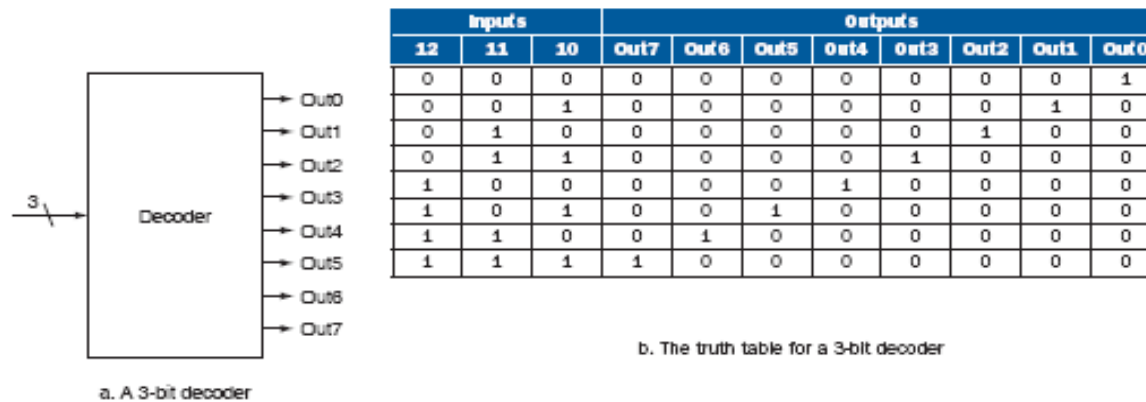 Inputs Outputs
12 11 10 Out7 Out6 Out5 Out4 Out3 Out2 Out1 Out0
0 0 0 0 0 0 0 0 0 0 1
0 0 1 0 0 0 0 0 0 1 0
0 1 0 0 0 0 0 0 1 0 0
0 1 1 0 0 0 0 1 0 0 0
1 0 0 0 0 0 1 0 0 0 0
1 0 1 0 0 1 0 0 0 0 0
1 1 0 0 1 0 0 0 0 0 0
1 1 1 1 0 0 0 0 0 0 0
3
Decoder
Out0
Out1
Out2
Out3
Out4
Out5
Out6
Out7
a. A 3-bit decoder
b. The truth table for a 3-bit decoder